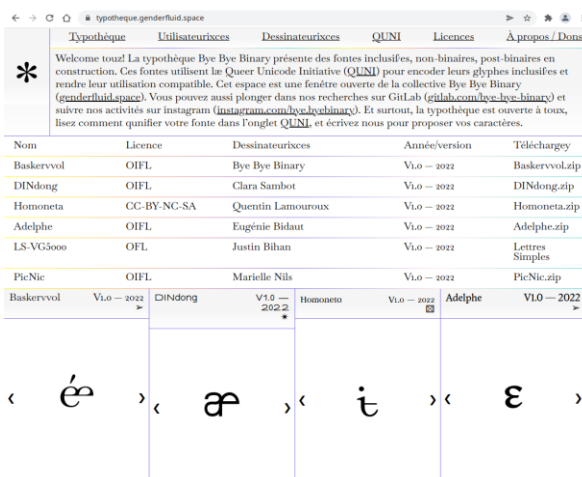 typotheque.genderfluid.space
Typothèque Utilisateurixces Dessinateurixces QUNI Licences À propos / Dons
*
Welcome touz! La typothèque Bye Bye Binary présente des fontes inclusifxes, non-binaires, post-binaires en
construction. Ces fontes utilisent læ Queer Unicode Initiative (QUNI) pour encoder leurs glyphes inclusifxes et
rendre leur utilisation compatible. Cet espace est une fenêtre ouverte de la collective Bye Bye Binary
(genderfluid.space). Vous pouvez aussi plonger dans nos recherches sur GitLab (gitlab.com/bye-bye-binary) et
suivre nos activités sur instagram (instagram.com/bye.byebinary). Et surtout, la typothèque est ouverte à toux,
lisez comment qunifier votre fonte dans l'onglet QUNI, et écrivez nous pour proposer vos caractères.
Nom Licence Dessinateurixces Année/version Téléchargey
Baskervvol OIFL Bye Bye Binary V1.0 — 2022 Baskervvol.zip
DINdong OIFL Clara Sambot V1.0 — 2022 DINdong.zip
Homoneta CC-BY-NC-SA Quentin Lamouroux V1.0 — 2022 Homoneta.zip
Adelphe OIFL Eugénie Bidaut V1.0 — 2022 Adelphe.zip
LS-VG5000 OFL Justin Bihan V1.0 — 2022 Lettres
Simples
PicNic OIFL Marielle Nils V1.0 — 2022 PicNic.zip
Baskervvol V1.0 — 2022 DINdong V1.0 — 2022 Homoneto V1.0 — 2022 Adelphe V1.0 — 2022
æ ɛ